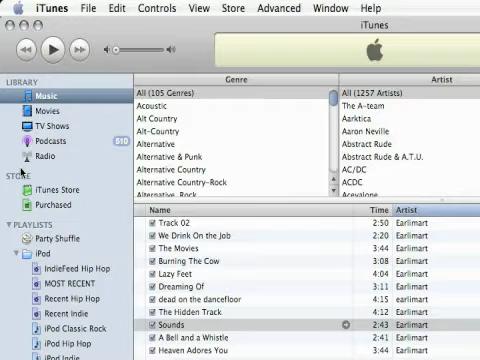 iTunes File Edit Controls View Store Advanced Window Help
iTunes
LIBRARY
Music
Movies
TV Shows
Podcasts 510
Radio
STORE
iTunes Store
Purchased
PLAYLISTS
Party Shuffle
iPod
IndieFeed Hip Hop
MOST RECENT
Recent Hip Hop
Recent Indie
iPod Classic Rock
iPod Hip Hop
iPod Indie
Genre Artist
All (105 Genres) All (1257 Artists)
Acoustic The A-team
Alt Country Aarktica
Alt-Country Aaron Neville
Alternative Abstract Rude
Alternative & Punk Abstract Rude & A.T.U.
Alternative Country AC/DC
Alternative Country-Rock ACDC
Alternative, Rock Aceyalone
Name Time Artist
Track 02 2:50 Earlimart
We Drink On the Job 2:20 Earlimart
The Movies 3:44 Earlimart
Burning The Cow 3:28 Earlimart
Lazy Feet 4:04 Earlimart
Dreaming Of 3:11 Earlimart
dead on the dancefloor 4:15 Earlimart
The Hidden Track 4:12 Earlimart
Sounds 2:43 Earlimart
A Bell and a Whistle 2:41 Earlimart
Heaven Adores You 3:44 Earlimart